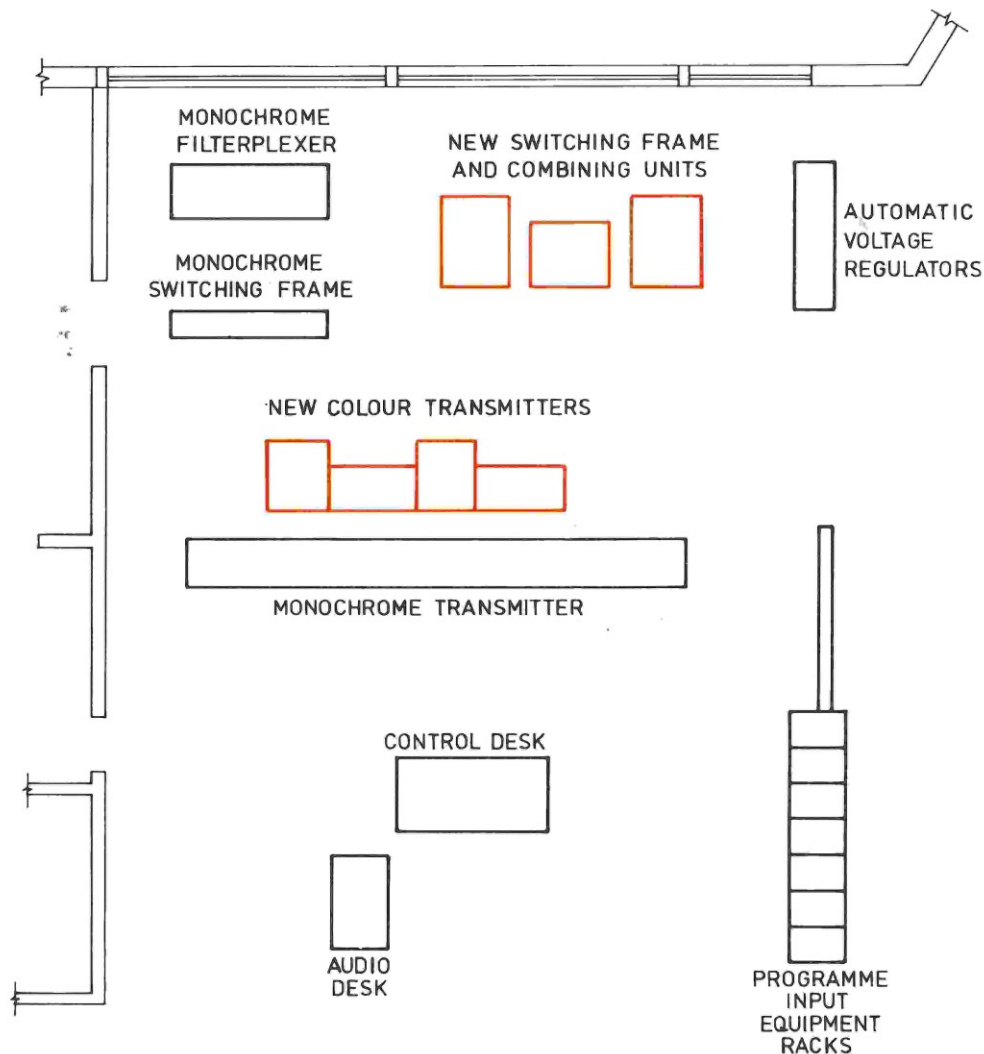 MONOCHROME
FILTERPLEXER
NEW SWITCHING FRAME
AND COMBINING UNITS
AUTOMATIC
VOLTAGE
REGULATORS
MONOCHROME
SWITCHING FRAME
NEW COLOUR TRANSMITTERS
MONOCHROME TRANSMITTER
CONTROL DESK
AUDIO
DESK
PROGRAMME
INPUT
EQUIPMENT
RACKS